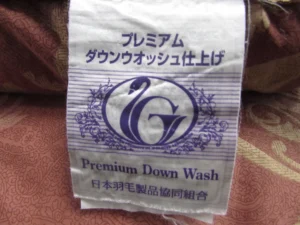 プレミアム
ダウンウオッシュ仕上げ
G
Premium Down Wash
日本羽毛製品協同組合